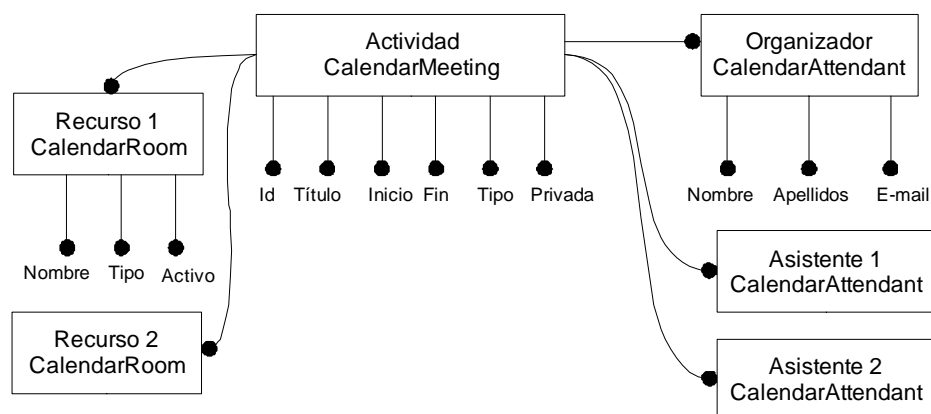 Actividad
CalendarMeeting
Organizador
CalendarAttendant
Recurso 1
CalendarRoom
Id
Título
Inicio
Fin
Tipo
Privada
Nombre
Apellidos
E-mail
Nombre
Tipo
Activo
Asistente 1
CalendarAttendant
Recurso 2
CalendarRoom
Asistente 2
CalendarAttendant